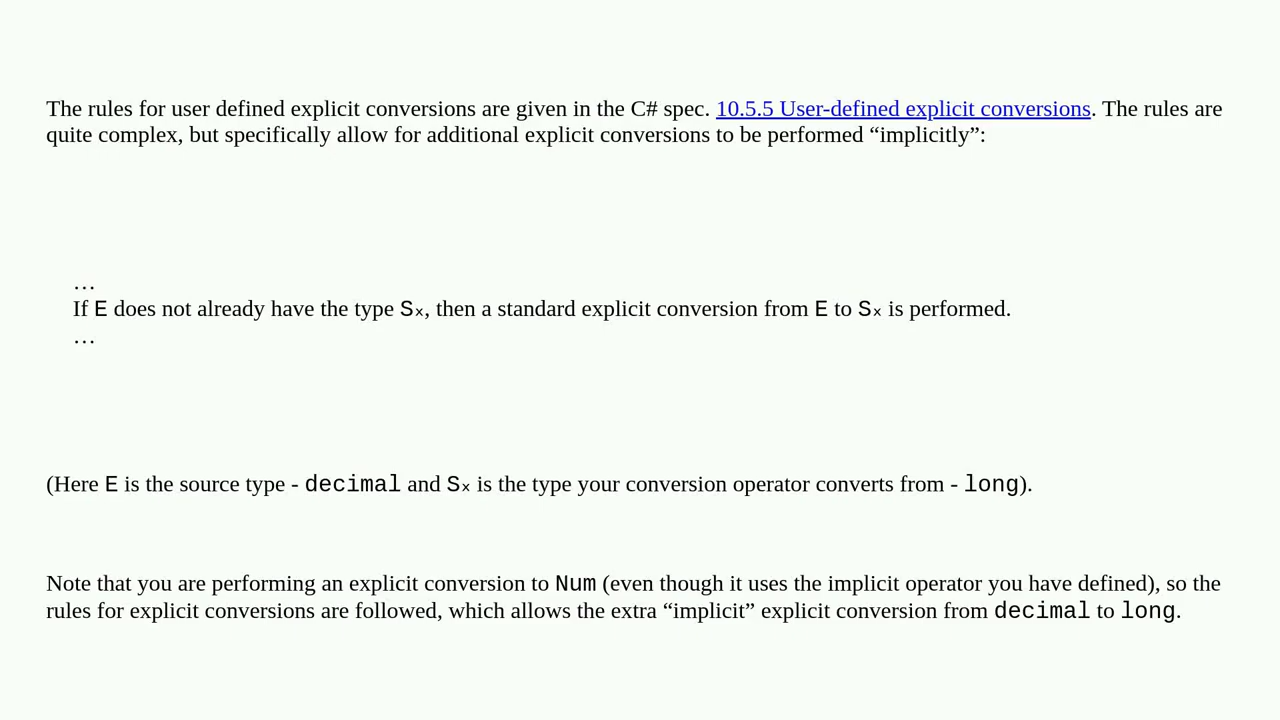 The rules for user defined explicit conversions are given in the C# spec. 10.5.5 User-defined explicit conversions. The rules are
quite complex, but specifically allow for additional explicit conversions to be performed “implicitly”:
…
If E does not already have the type Sₓ, then a standard explicit conversion from E to Sₓ is performed.
…
(Here E is the source type - decimal and Sₓ is the type your conversion operator converts from - long).
Note that you are performing an explicit conversion to Num (even though it uses the implicit operator you have defined), so the
rules for explicit conversions are followed, which allows the extra “implicit” explicit conversion from decimal to long.